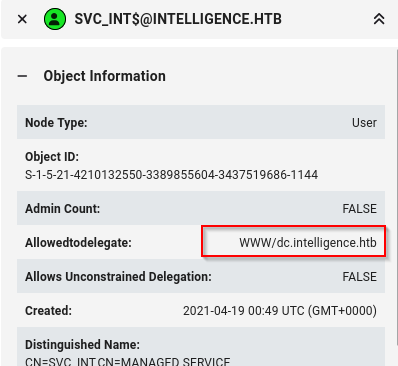 SVC_INT$@INTELLIGENCE.HTB
Object Information
Node Type: User
Object ID:
S-1-5-21-4210132550-3389855604-3437519686-1144
Admin Count: FALSE
Allowedtodelegate: WWW/dc.intelligence.htb
Allows Unconstrained Delegation: FALSE
Created: 2021-04-19 00:49 UTC (GMT+0000)
Distinguished Name:
CN=SVC_INT,CN=MANAGED SERVICE